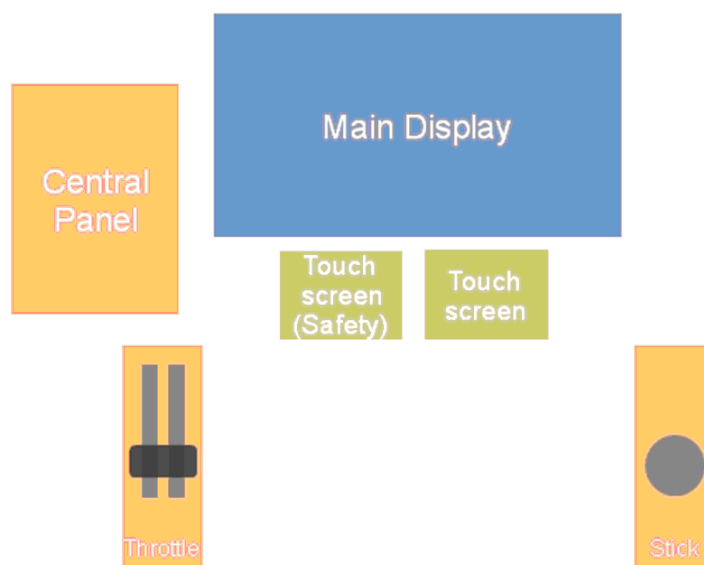 Main Display
Central
Panel
Touch
screen
(Safety)
Touch
screen
Throttle
Stick